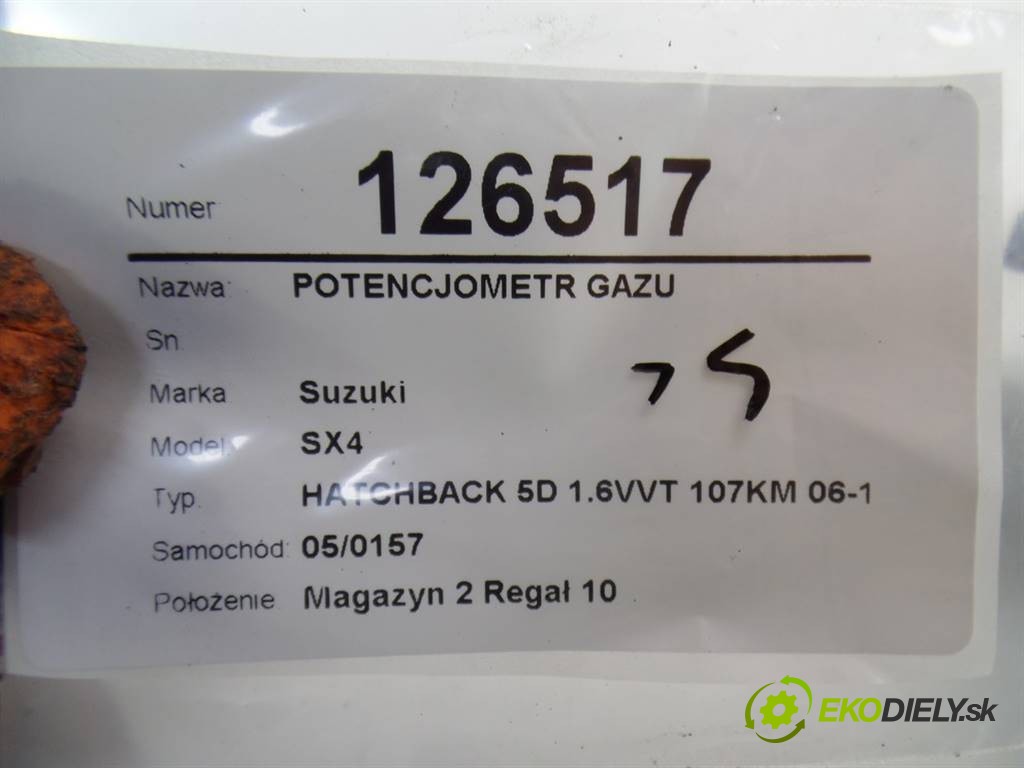 Numer 126517
Nazwa: POTENCJOMETR GAZU
Sn.
Marka Suzuki
Model: SX4
Typ. HATCHBACK 5D 1.6VVT 107KM 06-1
Samochód: 05/0157
Położenie Magazyn 2 Regał 10
EKODIELY.sk